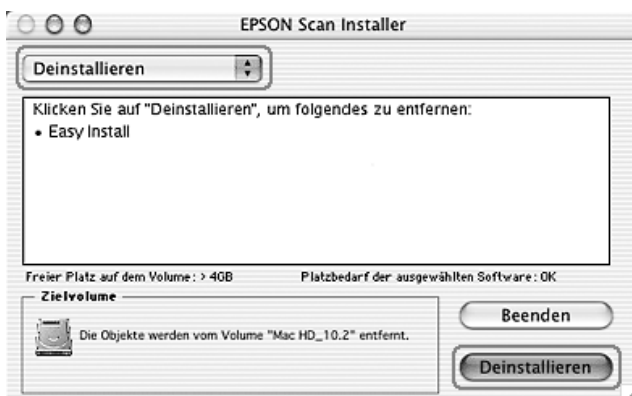 EPSON Scan Installer
Deinstallieren
Klicken Sie auf "Deinstallieren", um folgendes zu entfernen:
• Easy Install
Freier Platz auf dem Volume: > 4GB Platzbedarf der ausgewählten Software: 0K
Zielvolume
Die Objekte werden vom Volume "Mac HD_10.2" entfernt.
Beenden
Deinstallieren